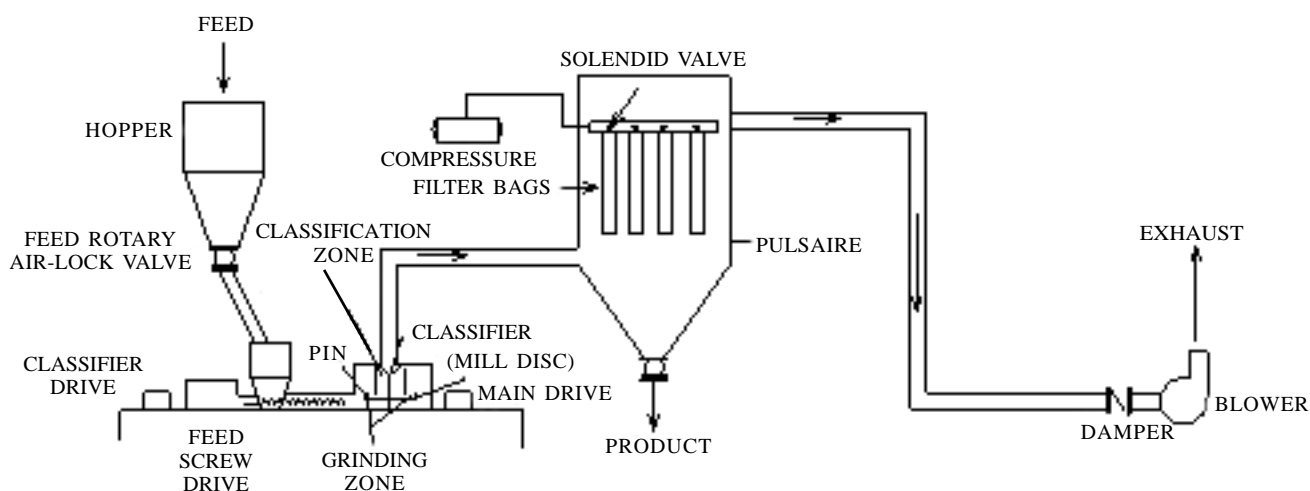 FEED
HOPPER
FEED ROTARY
AIR-LOCK VALVE
CLASSIFICATION
ZONE
SOLENDID VALVE
COMPRESSURE
FILTER BAGS
PULSAIRE
EXHAUST
CLASSIFIER
DRIVE
PIN
CLASSIFIER
(MILL DISC)
MAIN DRIVE
FEED
SCREW
DRIVE
GRINDING
ZONE
PRODUCT
DAMPER
BLOWER